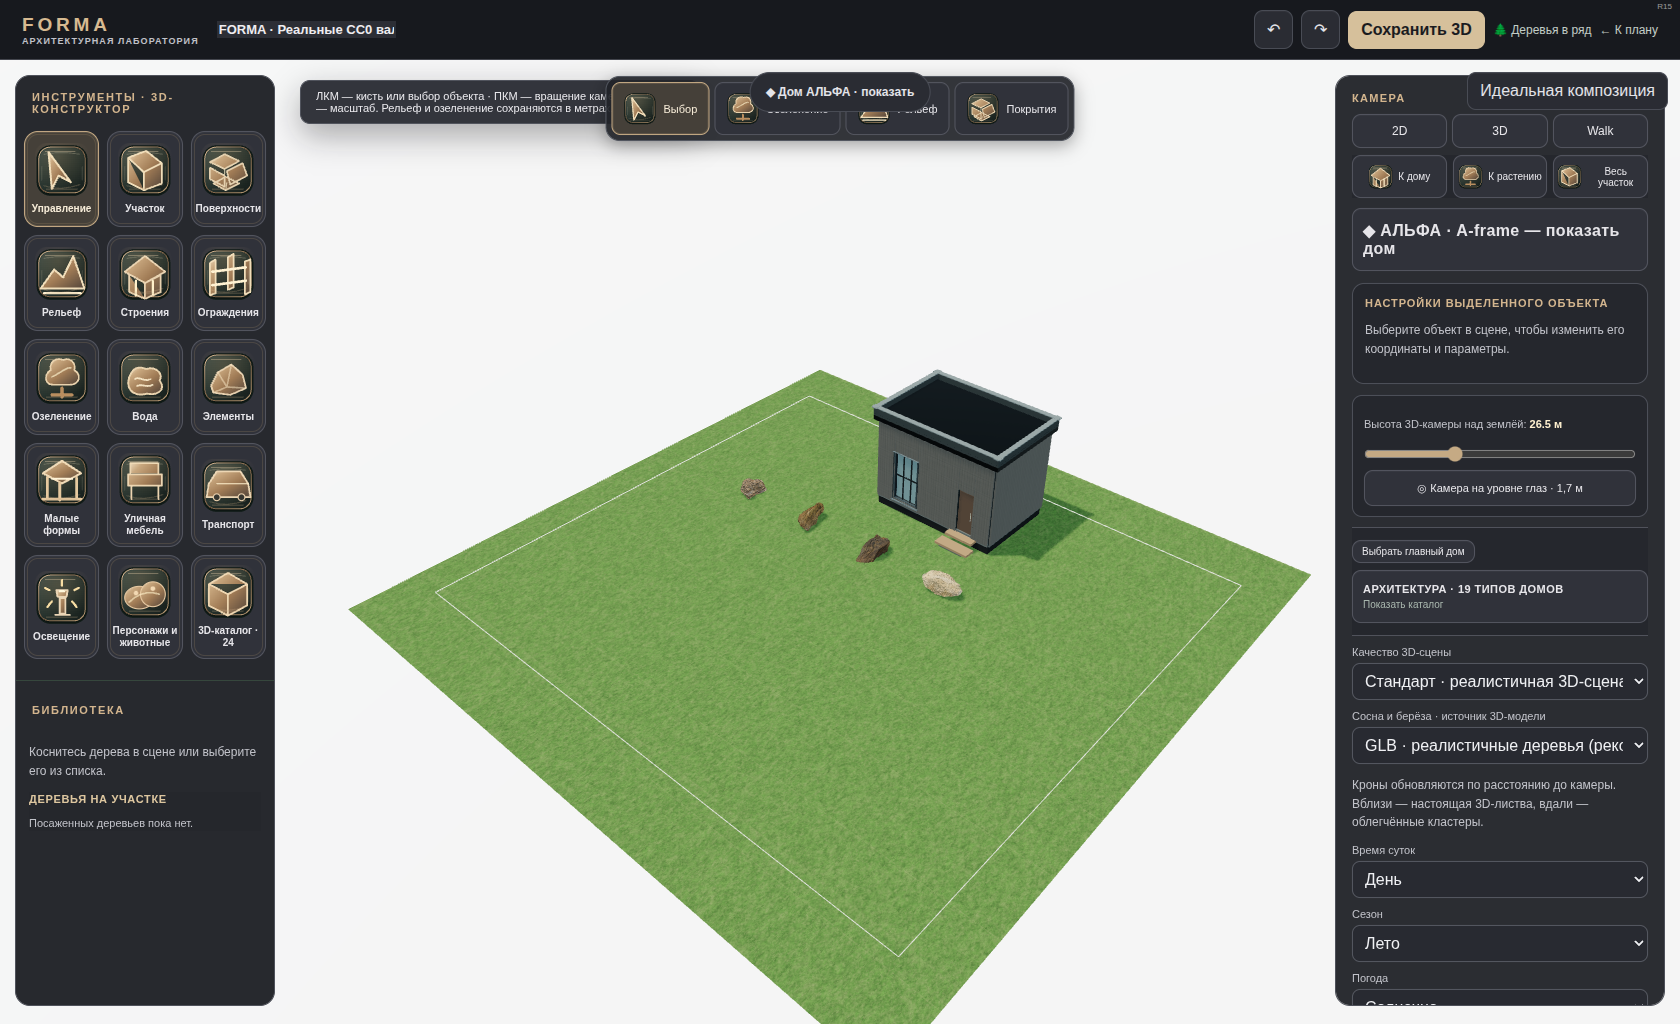 FORMA
АРХИТЕКТУРНАЯ ЛАБОРАТОРИЯ
FORMA · Реальные CC0 ва
Сохранить 3D
🌲 Деревья в ряд
← К плану
R15
ИНСТРУМЕНТЫ · 3D-
КОНСТРУКТОР
Управление
Участок
Поверхности
Рельеф
Строения
Ограждения
Озеленение
Вода
Элементы
Малые
формы
Уличная
мебель
Транспорт
Освещение
Персонажи и
животные
3D-каталог ·
24
БИБЛИОТЕКА
Коснитесь дерева в сцене или выберите
его из списка.
ДЕРЕВЬЯ НА УЧАСТКЕ
Посаженных деревьев пока нет.
ЛКМ — кисть или выбор объекта · ПКМ — вращение кам
— масштаб. Рельеф и озеленение сохраняются в метра
Выбор
◆ Дом АЛЬФА · показать
Покрытия
Идеальная композиция
КАМЕРА
2D
3D
Walk
К дому
К растению
Весь
участок
◆ АЛЬФА · A-frame — показать
дом
НАСТРОЙКИ ВЫДЕЛЕННОГО ОБЪЕКТА
Выберите объект в сцене, чтобы изменить его
координаты и параметры.
Высота 3D-камеры над землёй: 26.5 м
◎ Камера на уровне глаз · 1,7 м
Выбрать главный дом
АРХИТЕКТУРА · 19 ТИПОВ ДОМОВ
Показать каталог
Качество 3D-сцены
Стандарт · реалистичная 3D-сцена
Сосна и берёза · источник 3D-модели
GLB · реалистичные деревья (реко
Кроны обновляются по расстоянию до камеры.
Вблизи — настоящая 3D-листва, вдали —
облегчённые кластеры.
Время суток
День
Сезон
Лето
Погода